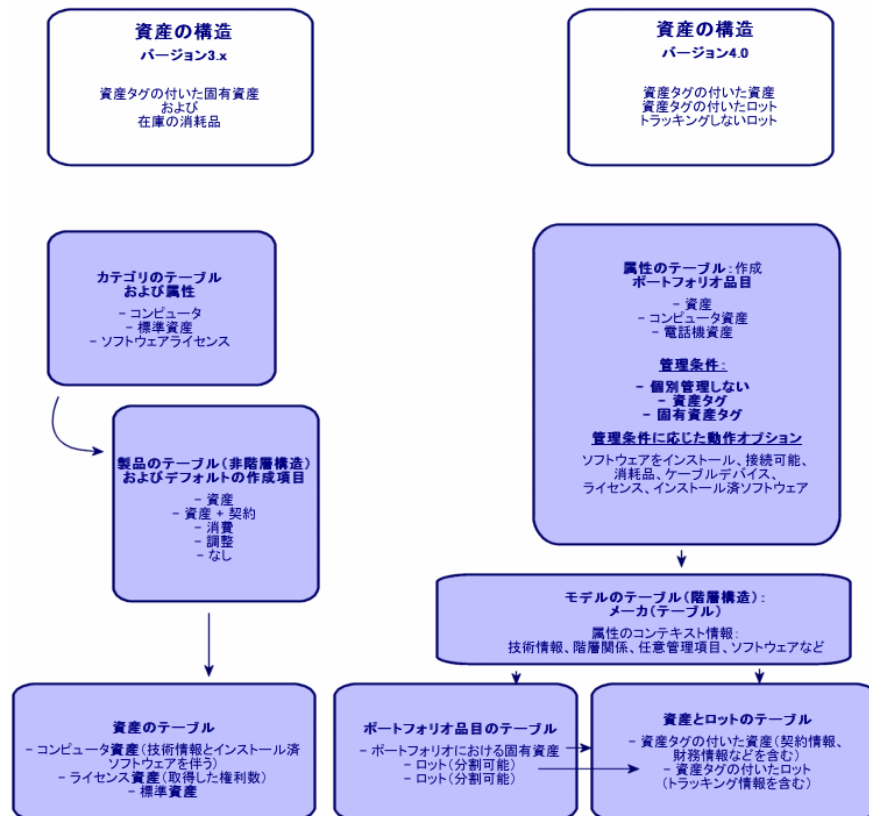 資産の構造
バージョン3.x
資産タグの付いた固有資産
および
在庫の消耗品
カテゴリのテーブル
および属性
- コンピュータ
- 標準資産
- ソフトウェアライセンス
製品のテーブル(非階層構造)
およびデフォルトの作成項目
- 資産
- 資産 + 契約
- 消費
- 調整
- なし
資産のテーブル
- コンピュータ資産(技術情報とインストール済
ソフトウェアを伴う)
- ライセンス資産(取得した権利数)
- 標準資産
資産の構造
バージョン4.0
資産タグの付いた資産
資産タグの付いたロット
トラッキングしないロット
属性のテーブル:作成
ポートフォリオ品目
- 資産
- コンピュータ資産
- 電話機資産
管理条件:
- 個別管理しない
- 資産タグ
- 固有資産タグ
管理条件に応じた動作オプション
ソフトウェアをインストール、接続可能、
消耗品、ケーブルデバイス、
ライセンス、インストール済ソフトウェア
モデルのテーブル(階層構造):
メーカ(テーブル)
属性のコンテキスト情報:
技術情報、階層関係、任意管理項目、ソフトウェアなど
ポートフォリオ品目のテーブル
- ポートフォリオにおける固有資産
- ロット(分割可能)
- ロット(分割可能)
資産とロットのテーブル
- 資産タグの付いた資産(契約情報、
財務情報などを含む)
- 資産タグの付いたロット
(トラッキング情報を含む)